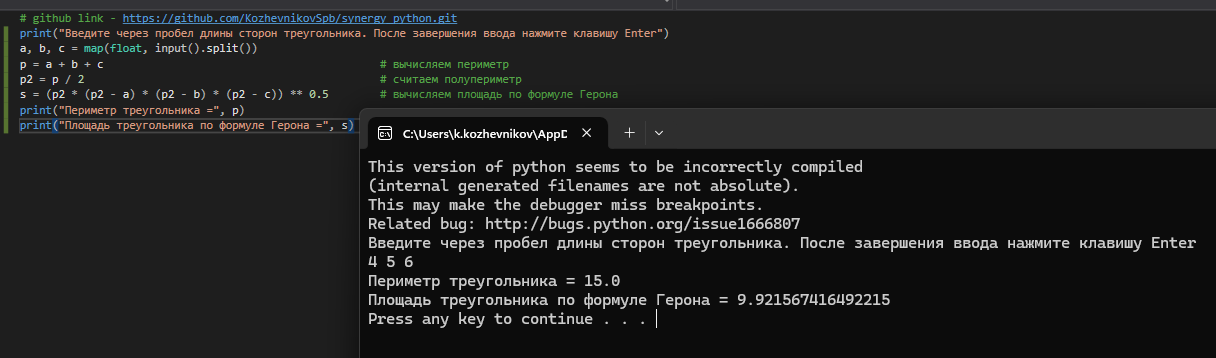 # github link - https://github.com/KozhevnikovSpb/synergy_python.git
print("Введите через пробел длины сторон треугольника. После завершения ввода нажмите клавишу Enter")
a, b, c = map(float, input().split())
p = a + b + c # вычисляем периметр
p2 = p / 2 # считаем полупериметр
s = (p2 * (p2 - a) * (p2 - b) * (p2 - c)) ** 0.5 # вычисляем площадь по формуле Герона
print("Периметр треугольника =", p)
print("Площадь треугольника по формуле Герона =", s)
C:\Users\k.kozhevnikov\AppD
This version of python seems to be incorrectly compiled
(internal generated filenames are not absolute).
This may make the debugger miss breakpoints.
Related bug: http://bugs.python.org/issue1666807
Введите через пробел длины сторон треугольника. После завершения ввода нажмите клавишу Enter
4 5 6
Периметр треугольника = 15.0
Площадь треугольника по формуле Герона = 9.921567416492215
Press any key to continue . . .